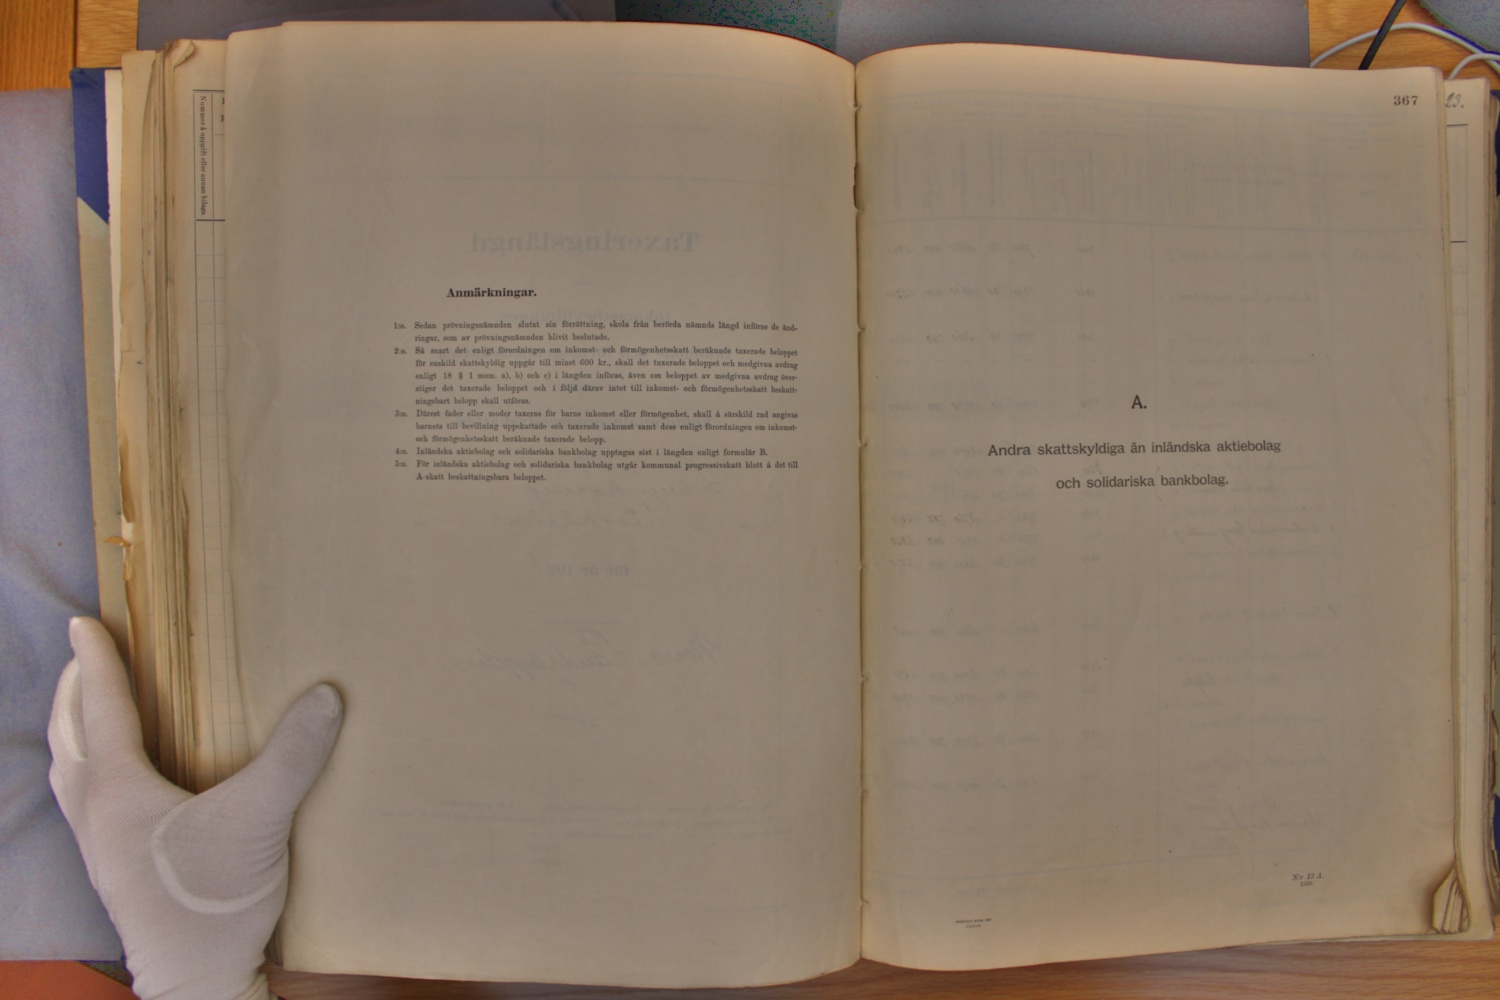 Nummer å uppgift eller annan bilaga.
Anmärkningar.
1:o. Sedan prövningsnämnden slutat sin förrättning, skola från berörda nämnds längd införas de änd-
ringar, som av prövningsnämnden blivit beslutade.
2:o. Så snart det enligt förordningen om inkomst- och förmögenhetsskatt beräknade taxerade beloppet
för enskild skattskyldig uppgår till minst 600 kr., skall det taxerade beloppet och medgivna avdrag
enligt 18 § 1 mom. a), b) och c) i längden införas, även om beloppet av medgivna avdrag över-
stiger det taxerade beloppet och i följd därav intet till inkomst- och förmögenhetsskatt beskatt-
ningsbart belopp skall utföras.
3:o. Därest fader eller moder taxeras för barns inkomst eller förmögenhet, skall å särskild rad angivas
barnets till bevillning uppskattade och taxerade inkomst samt dess enligt förordningen om inkomst-
och förmögenhetsskatt beräknade taxerade belopp.
4:o. Inländska aktiebolag och solidariska bankbolag upptagas sist i längden enligt formulär B.
5:o. För inländska aktiebolag och solidariska bankbolag utgår kommunal progressivskatt blott å det till
A-skatt beskattningsbara beloppet.
367
23.
A.
Andra skattskyldiga än inländska aktiebolag
och solidariska bankbolag.
N:r 13 A.